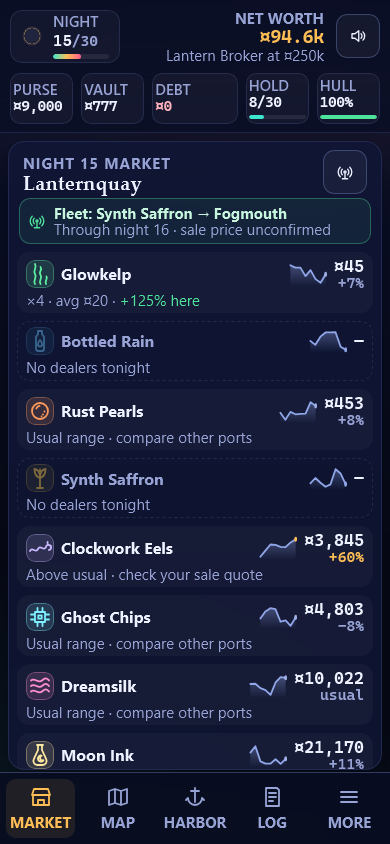 NIGHT
15/30
NET WORTH
¤94.6k
Lantern Broker at ¤250k
PURSE
¤9,000
VAULT
¤777
DEBT
¤0
HOLD
8/30
HULL
100%
NIGHT 15 MARKET
Lanternquay
Fleet: Synth Saffron → Fogmouth
Through night 16 · sale price unconfirmed
Glowkelp
¤45
+7%
×4 · avg ¤20 · +125% here
Bottled Rain
–
No dealers tonight
Rust Pearls
¤453
+8%
Usual range · compare other ports
Synth Saffron
–
No dealers tonight
Clockwork Eels
¤3,845
+60%
Above usual · check your sale quote
Ghost Chips
¤4,803
−8%
Usual range · compare other ports
Dreamsilk
¤10,022
usual
Usual range · compare other ports
Moon Ink
¤21,170
+11%
MARKET
MAP
HARBOR
LOG
MORE